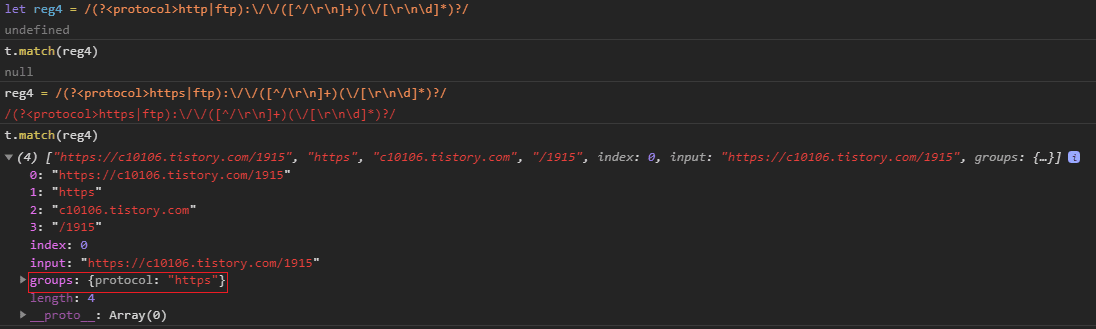 let reg4 = /(?<protocol>http|ftp):\/\/([^/\r\n]+)(\/[\r\n\d]*)?/
undefined
t.match(reg4)
null
reg4 = /(?<protocol>https|ftp):\/\/([^/\r\n]+)(\/[\r\n\d]*)?/
/(?<protocol>https|ftp):\/\/([^/\r\n]+)(\/[\r\n\d]*)?/
t.match(reg4)
(4) ["https://c10106.tistory.com/1915", "https", "c10106.tistory.com", "/1915", index: 0, input: "https://c10106.tistory.com/1915", groups: {…}] i
0: "https://c10106.tistory.com/1915"
1: "https"
2: "c10106.tistory.com"
3: "/1915"
index: 0
input: "https://c10106.tistory.com/1915"
groups: {protocol: "https"}
length: 4
__proto__: Array(0)